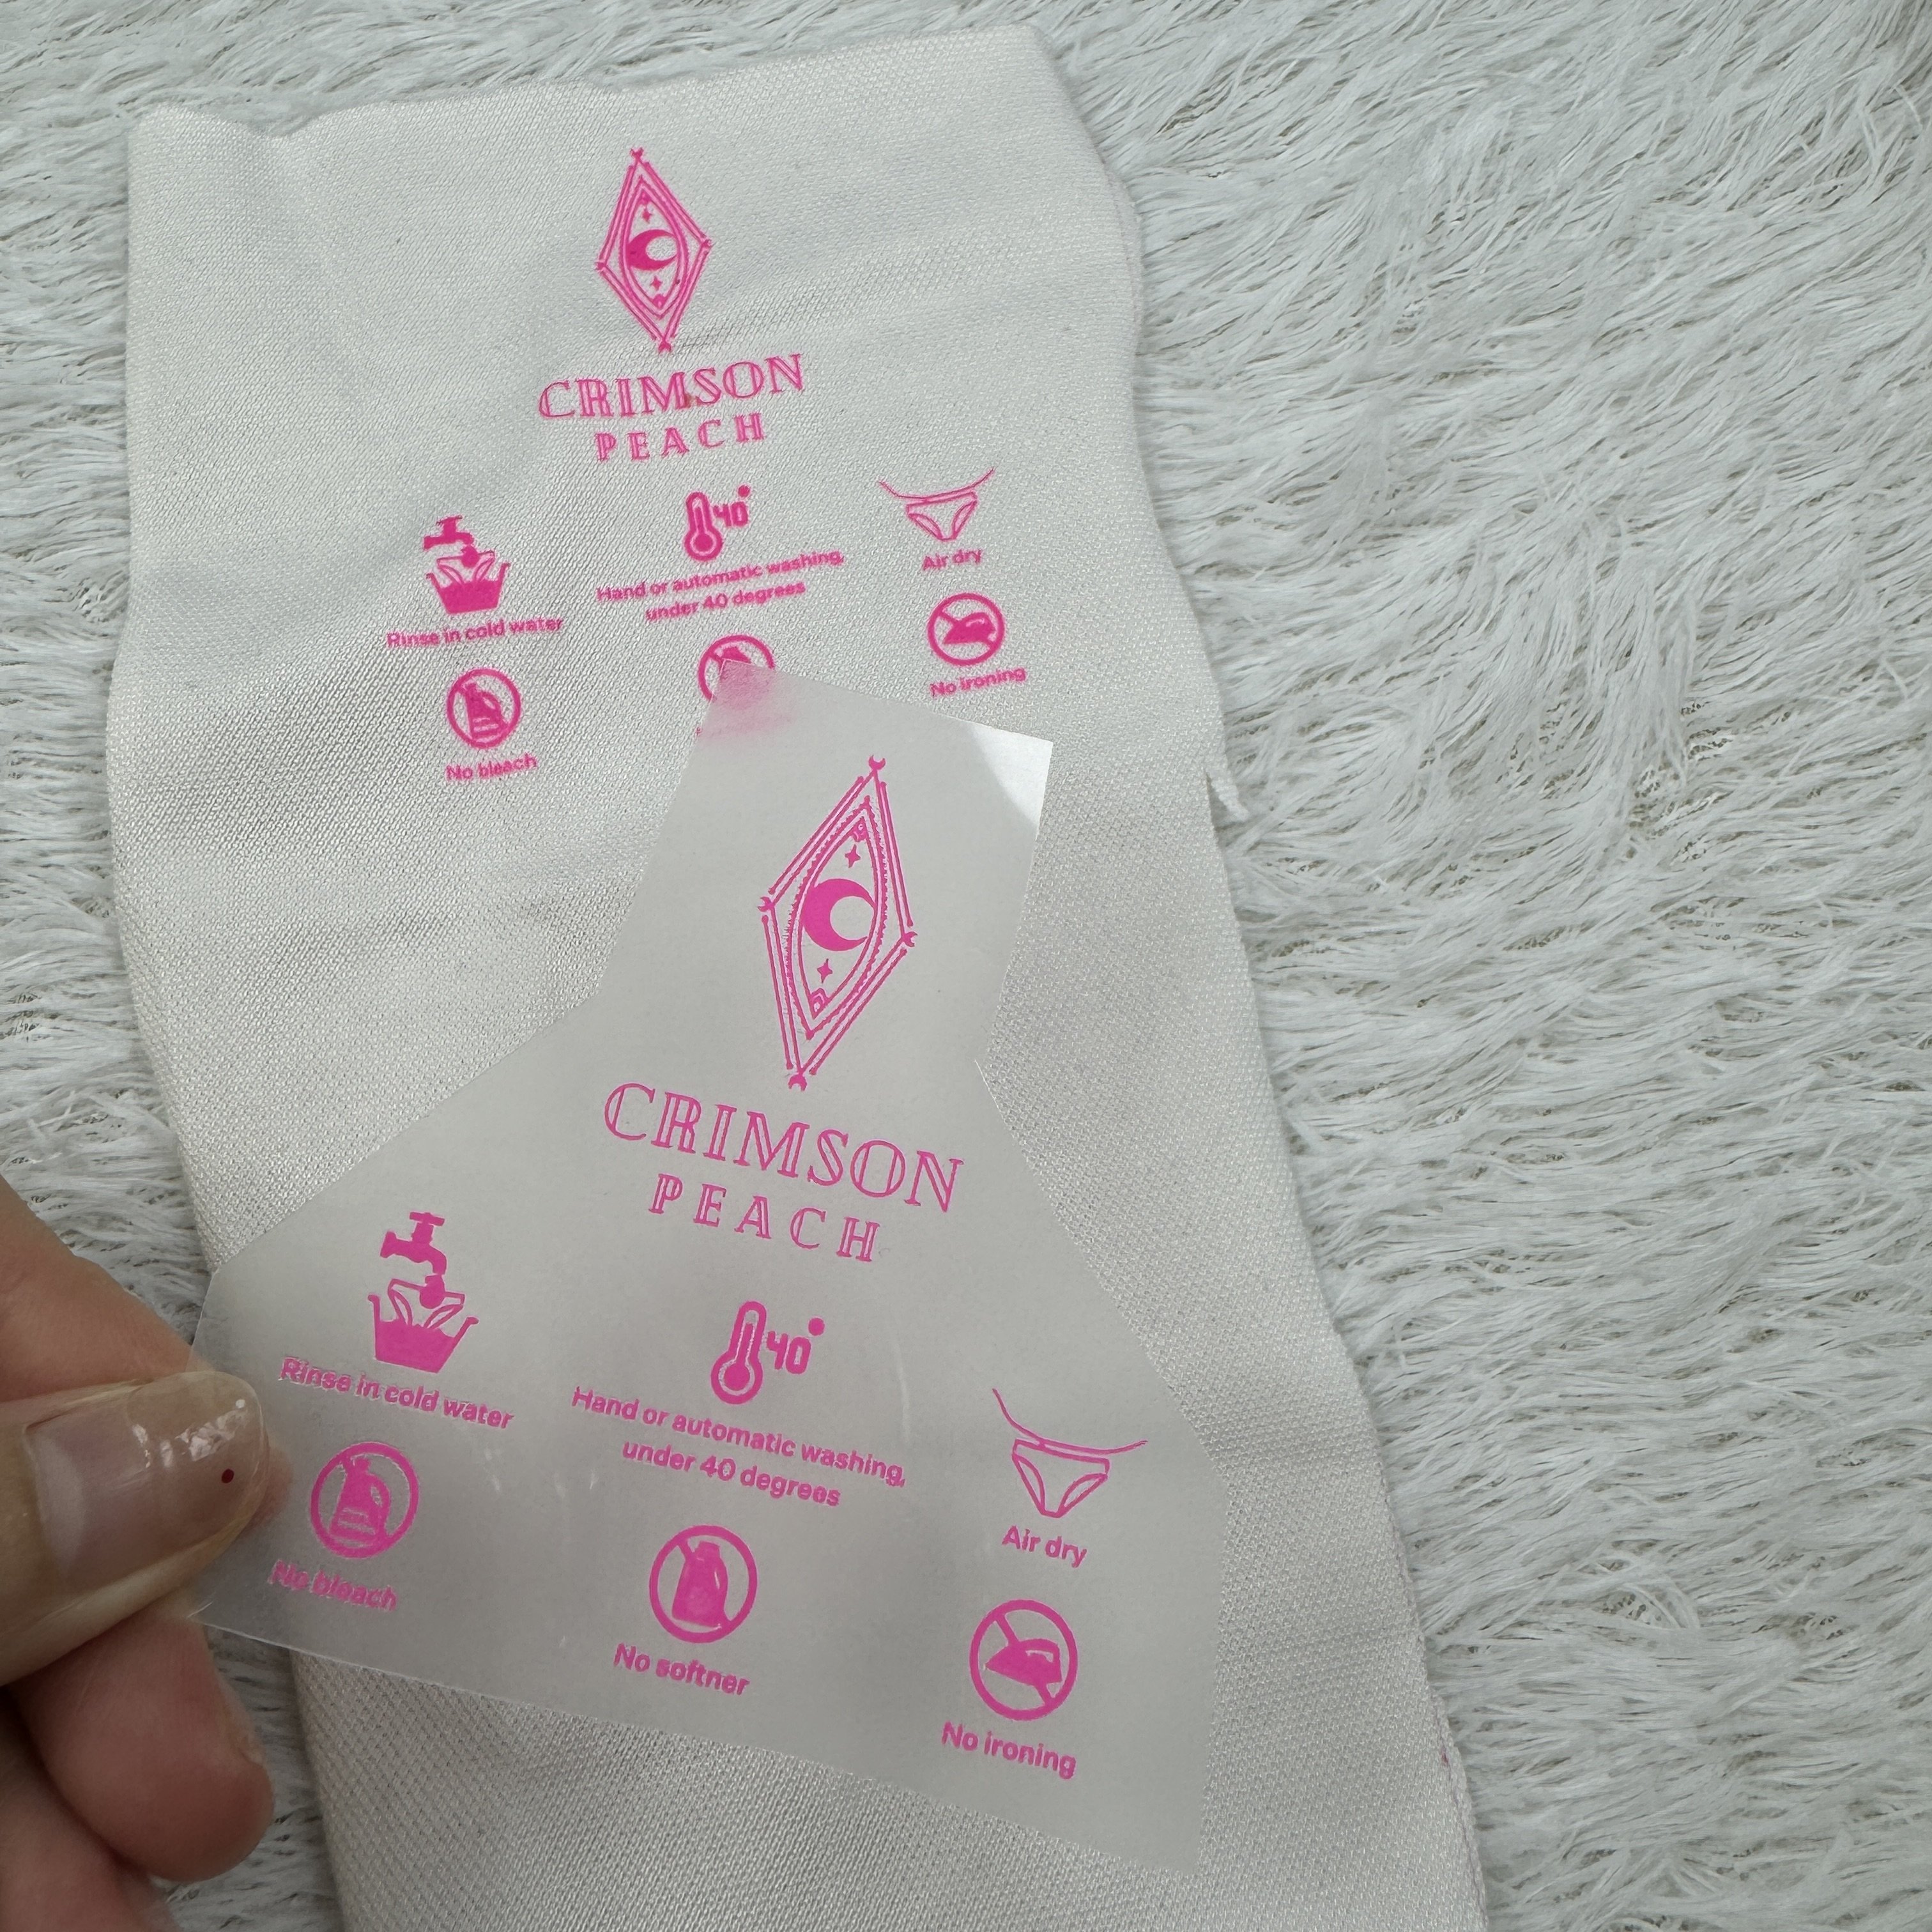 CRIMSON
PEACH
40°
Hand or automatic washing,
under 40 degrees
Air dry
Rinse in cold water
No ironing
No bleach
CRIMSON
PEACH
40°
Rinse in cold water
Hand or automatic washing,
under 40 degrees
Air dry
No bleach
No softner
No ironing